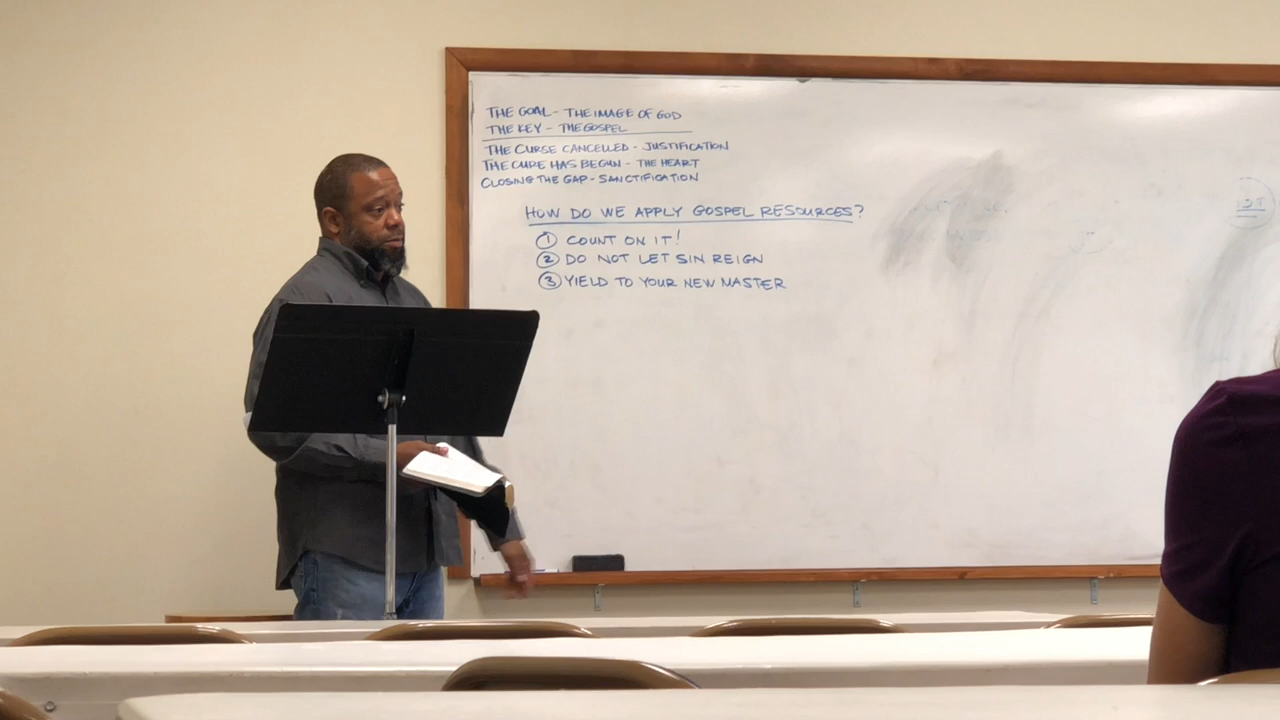 THE GOAL - THE IMAGE OF GOD
THE KEY - THE GOSPEL
THE CURSE CANCELLED - JUSTIFICATION
THE CURE HAS BEGUN - THE HEART
CLOSING THE GAP - SANCTIFICATION
HOW DO WE APPLY GOSPEL RESOURCES?
① COUNT ON IT!
② DO NOT LET SIN REIGN
③ YIELD TO YOUR NEW MASTER